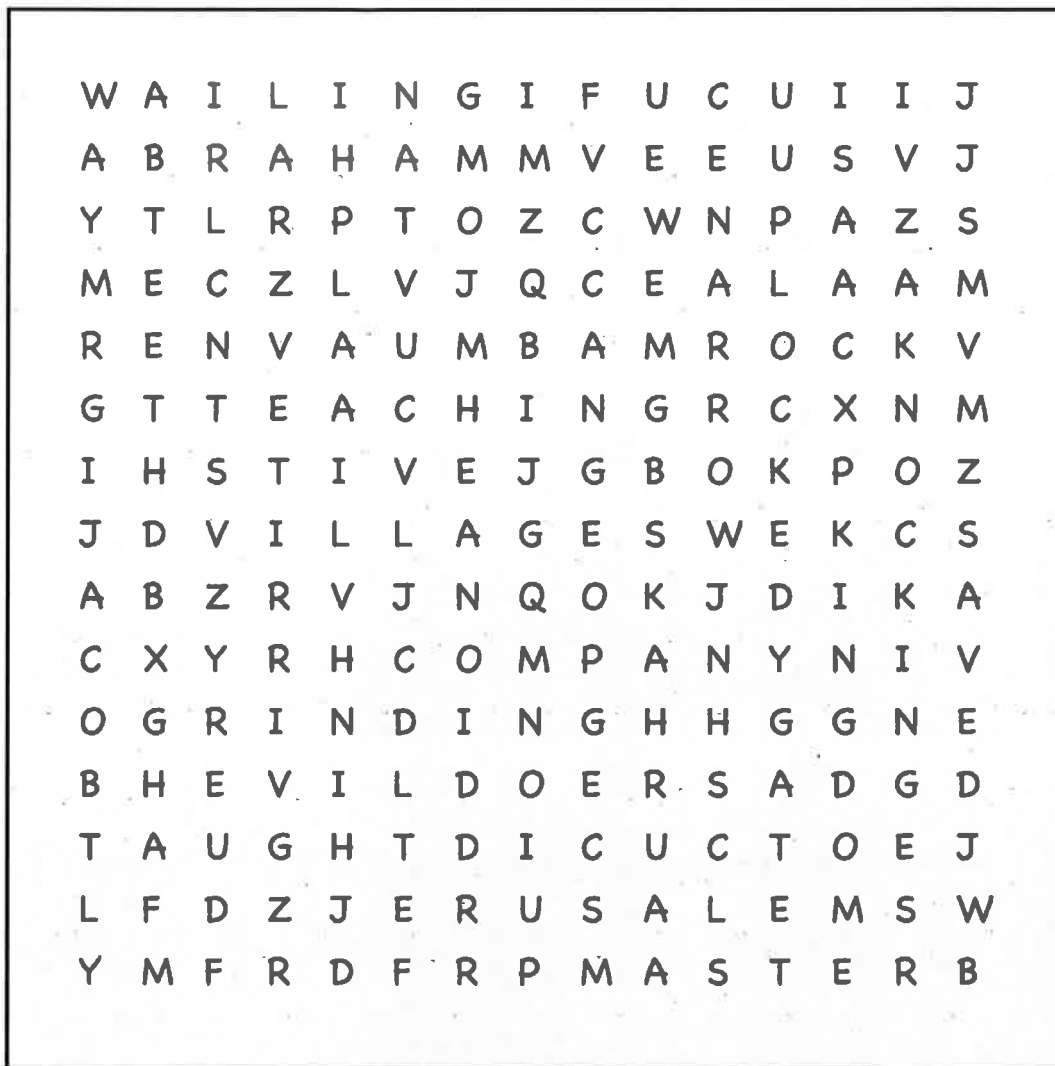 W A I L I N G I F U C U I I J
A B R A H A M M V E E U S V J
Y T L R P T O Z C W N P A Z S
M E C Z L V J Q C E A L A A M
R E N V A U M B A M R O C K V
G T T E A C H I N G R C X N M
I H S T I V E J G B O K P O Z
J D V I L L A G E S W E K C S
A B Z R V J N Q O K J D I K A
C X Y R H C O M P A N Y N I V
O G R I N D I N G H H G G N E
B H E V I L D O E R S A D G D
T A U G H T D I C U C T O E J
L F D Z J E R U S A L E M S W
Y M F R D F R P M A S T E R B